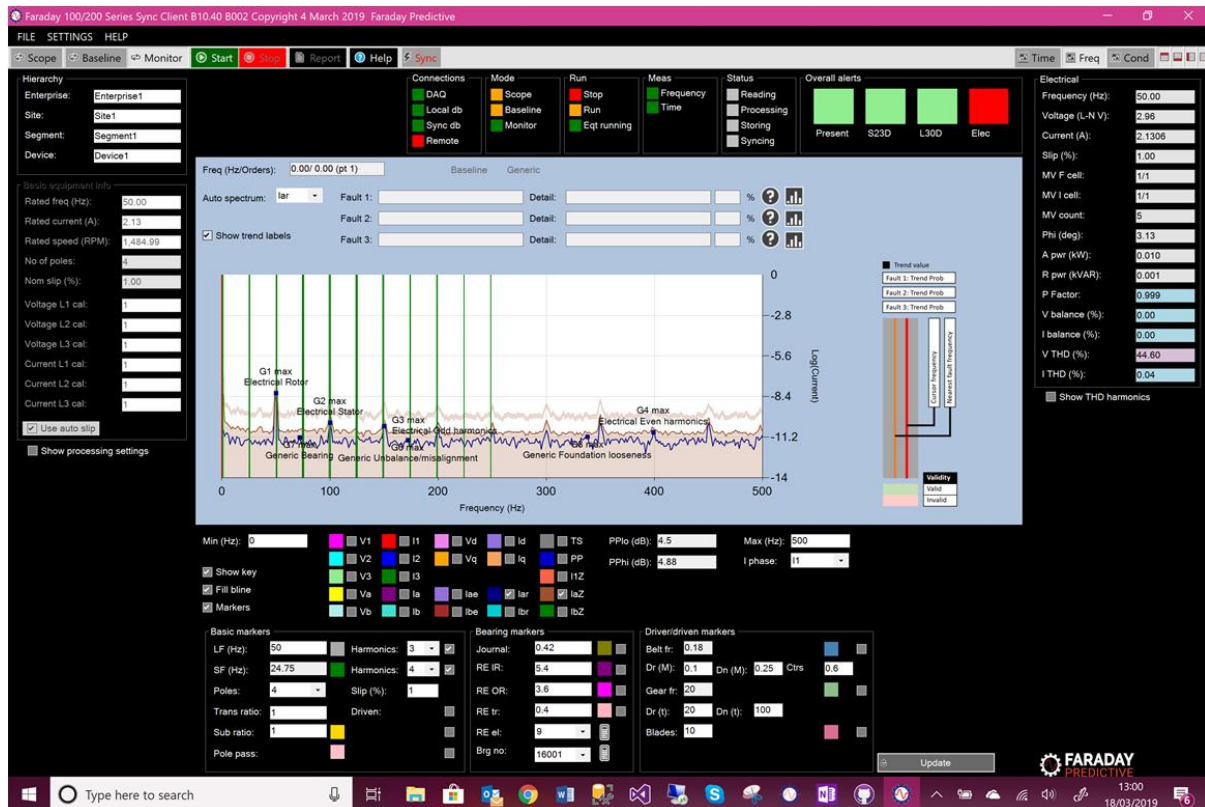 Faraday 100/200 Series Sync Client B10.40 B002 Copyright 4 March 2019 Faraday Predictive
FILE SETTINGS HELP
Scope Baseline Monitor Start Stop Report Help Sync Time Freq Cond
Hierarchy
Enterprise: Enterprise1
Site: Site1
Segment: Segment1
Device: Device1
Basic equipment info
Rated freq (Hz): 50.00
Rated current (A): 2.13
Rated speed (RPM): 1,484.99
No of poles: 4
Nom slip (%): 1.00
Voltage L1 cal: 1
Voltage L2 cal: 1
Voltage L3 cal: 1
Current L1 cal: 1
Current L2 cal: 1
Current L3 cal: 1
Use auto slip
Show processing settings
Connections
DAQ
Local db
Sync db
Remote
Mode
Scope
Baseline
Monitor
Run
Stop
Run
Eqt running
Meas
Frequency
Time
Status
Reading
Processing
Storing
Syncing
Overall alerts
Present S23D L30D Elec
Electrical
Frequency (Hz): 50.00
Voltage (L-N V): 2.96
Current (A): 2.1306
Slip (%): 1.00
MV F cell: 1/1
MV I cell: 1/1
MV count: 5
Phi (deg): 3.13
A pwr (kW): 0.010
R pwr (kVAR): 0.001
P Factor: 0.999
V balance (%): 0.00
I balance (%): 0.00
V THD (%): 44.60
I THD (%): 0.04
Show THD harmonics
Freq (Hz/Orders): 0.00/ 0.00 (pt 1) Baseline Generic
Auto spectrum: Iar Fault 1: Detail: %
Fault 2: Detail: %
Show trend labels Fault 3: Detail: %
0
-2.8
-5.6
-8.4
-11.2
-14
Log(Current)
G1 max
Electrical Rotor
G2 max
Electrical Stator
G3 max
Electrical Odd harmonics
G4 max
Electrical Even harmonics
Generic Bearing
Generic Unbalance/misalignment
Generic Foundation looseness
0 100 200 300 400 500
Frequency (Hz)
Trend value
Fault 1: Trend Prob
Fault 2: Trend Prob
Fault 3: Trend Prob
Cursor frequency
Nearest fault frequency
Validity
Valid
Invalid
Min (Hz): 0
Show key
Fill bline
Markers
V1 I1 Vd Id TS
V2 I2 Vq Iq PP
V3 I3 I1Z
Va Ia Iae Iar IaZ
Vb Ib Ibe Ibr IbZ
PPlo (dB): 4.5 Max (Hz): 500
PPhi (dB): 4.88 I phase: I1
Basic markers
LF (Hz): 50 Harmonics: 3
SF (Hz): 24.75 Harmonics: 4
Poles: 4 Slip (%): 1
Trans ratio: 1 Driven:
Sub ratio: 1
Pole pass:
Bearing markers
Journal: 0.42
RE IR: 5.4
RE OR: 3.6
RE tr: 0.4
RE el: 9
Brg no: 16001
Driver/driven markers
Belt fr: 0.18
Dr (M): 0.1 Dn (M): 0.25 Ctrs 0.6
Gear fr: 20
Dr (t): 20 Dn (t): 100
Blades: 10
Update
FARADAY
PREDICTIVE
Type here to search
13:00
18/03/2019